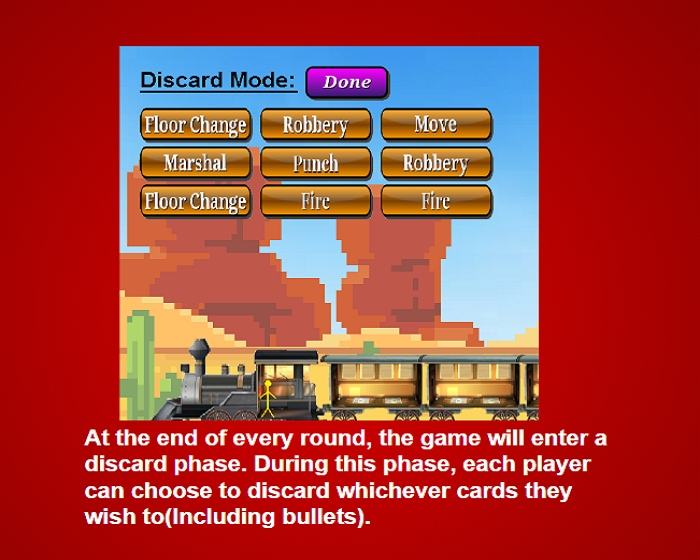 Discard Mode: Done
Floor Change Robbery Move
Marshal Punch Robbery
Floor Change Fire Fire
At the end of every round, the game will enter a
discard phase. During this phase, each player
can choose to discard whichever cards they
wish to(Including bullets).